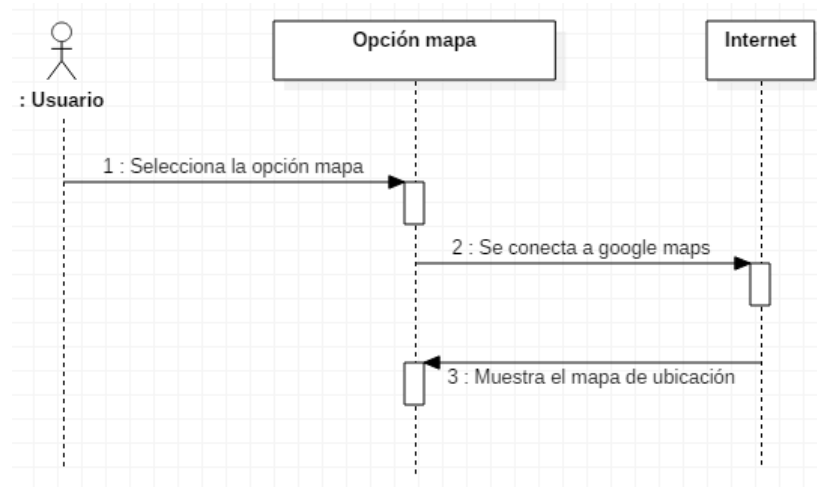 Opción mapa
Internet
: Usuario
1 : Selecciona la opción mapa
2 : Se conecta a google maps
3 : Muestra el mapa de ubicación